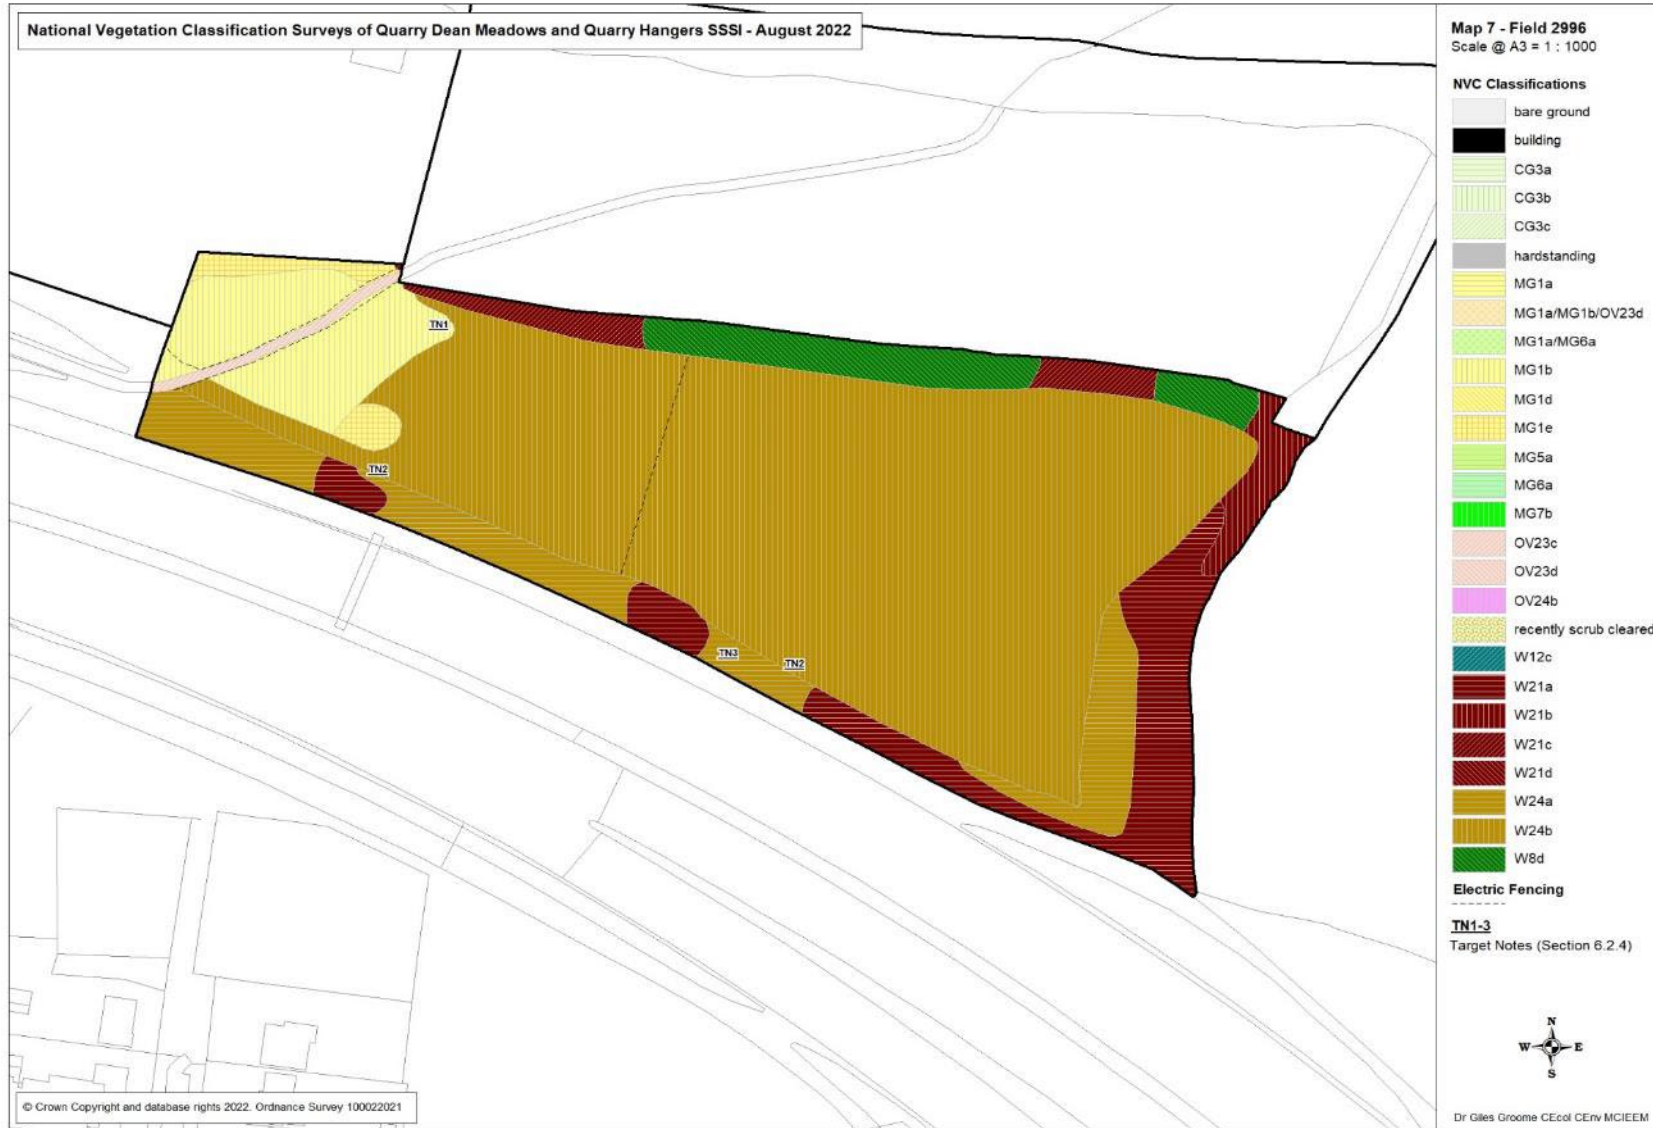 National Vegetation Classification Surveys of Quarry Dean Meadows and Quarry Hangers SSSI - August 2022
Map 7 - Field 2996
Scale @ A3 = 1 : 1000
NVC Classifications
bare ground
building
CG3a
CG3b
CG3c
hardstanding
MG1a
MG1a/MG1b/OV23d
MG1a/MG6a
MG1b
MG1d
MG1e
MG5a
MG6a
MG7b
OV23c
OV23d
OV24b
recently scrub cleared
W12c
W21a
W21b
W21c
W21d
W24a
W24b
W8d
Electric Fencing
TN1-3
Target Notes (Section 6.2.4)
TN1
TN2
TN3
TN2
N
W E
S
© Crown Copyright and database rights 2022. Ordnance Survey 100022021
Dr Giles Groome CEcol CEnv MCIEEM